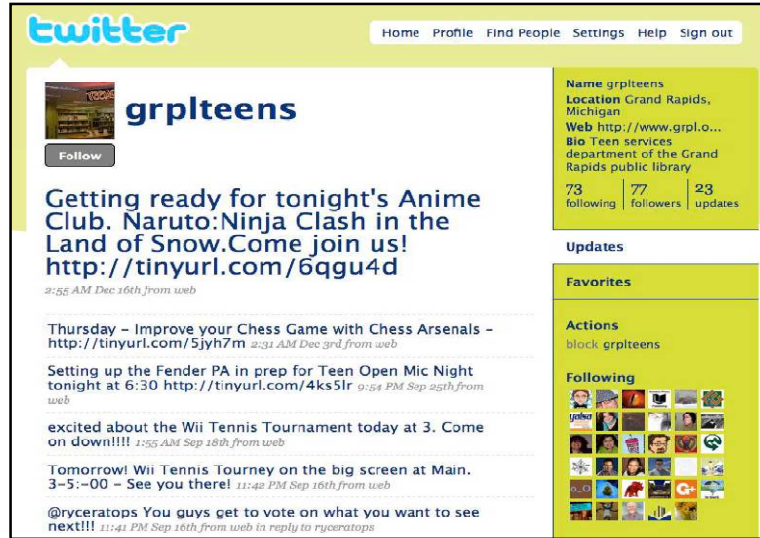 twitter
Home Profile Find People Settings Help Sign out
grplteens
Follow
Getting ready for tonight's Anime
Club. Naruto:Ninja Clash in the
Land of Snow.Come join us!
http://tinyurl.com/6qgu4d
2:55 AM Dec 16th from web
Thursday – Improve your Chess Game with Chess Arsenals –
http://tinyurl.com/5jyh7m 2:31 AM Dec 3rd from web
Setting up the Fender PA in prep for Teen Open Mic Night
tonight at 6:30 http://tinyurl.com/4ks5lr 9:54 PM Sep 25th from
web
excited about the Wii Tennis Tournament today at 3. Come
on down!!!! 1:55 AM Sep 18th from web
Tomorrow! Wii Tennis Tourney on the big screen at Main.
3-5:-00 – See you there! 11:42 PM Sep 16th from web
@ryceratops You guys get to vote on what you want to see
next!!! 11:41 PM Sep 16th from web in reply to ryceratops
Name grplteens
Location Grand Rapids,
Michigan
Web http://www.grpl.o...
Bio Teen services
department of the Grand
Rapids public library
73 77 23
following followers updates
Updates
Favorites
Actions
block grplteens
Following
yalsa
o_O
G+